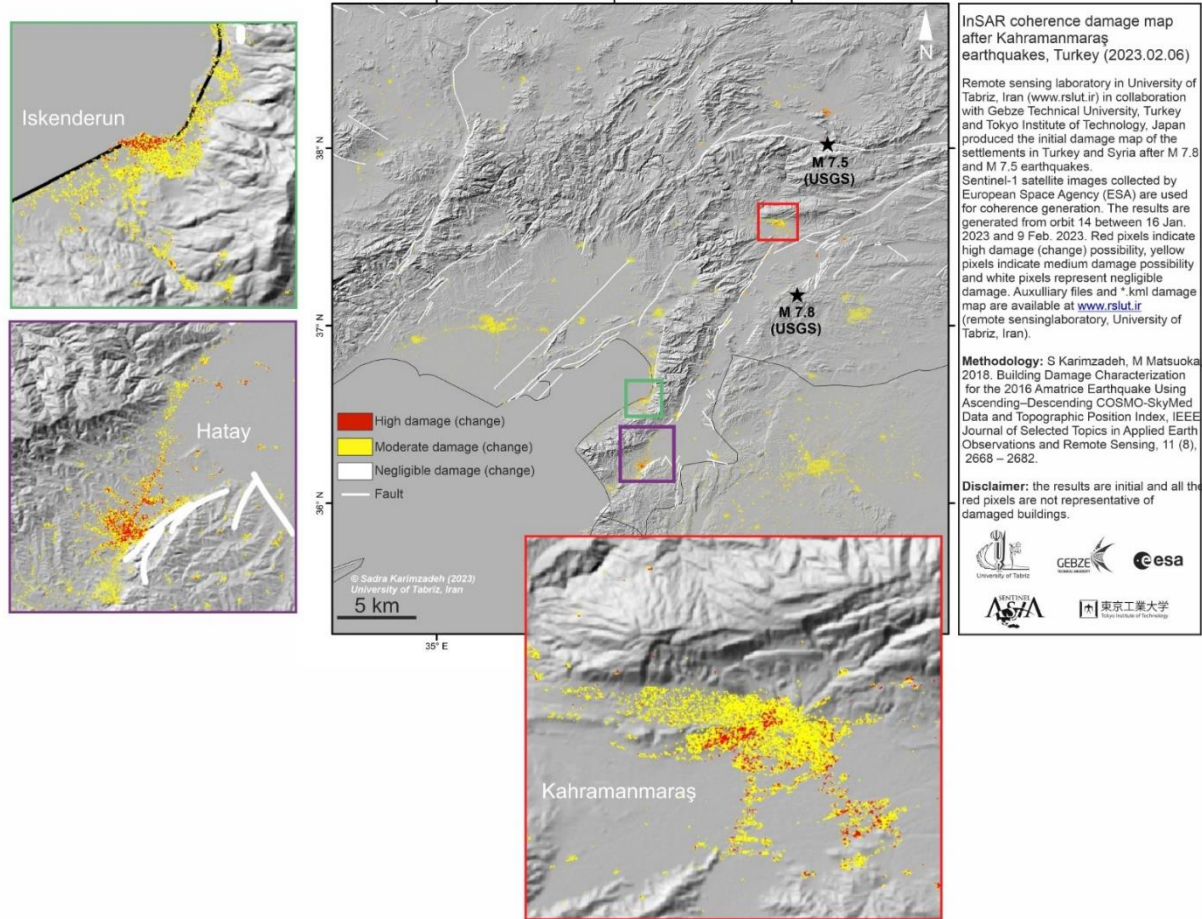 Iskenderun
Hatay
38° N
37° N
36° N
35° E
M 7.5
(USGS)
M 7.8
(USGS)
High damage (change)
Moderate damage (change)
Negligible damage (change)
Fault
© Sadra Karimzadeh (2023)
University of Tabriz, Iran
5 km
N
Kahramanmaraş
InSAR coherence damage map
after Kahramanmaraş
earthquakes, Turkey (2023.02.06)
Remote sensing laboratory in University of
Tabriz, Iran (www.rslut.ir) in collaboration
with Gebze Technical University, Turkey
and Tokyo Institute of Technology, Japan
produced the initial damage map of the
settlements in Turkey and Syria after M 7.8
and M 7.5 earthquakes.
Sentinel-1 satellite images collected by
European Space Agency (ESA) are used
for coherence generation. The results are
generated from orbit 14 between 16 Jan.
2023 and 9 Feb. 2023. Red pixels indicate
high damage (change) possibility, yellow
pixels indicate medium damage possibility
and white pixels represent negligible
damage. Auxulliary files and *.kml damage
map are available at www.rslut.ir
(remote sensinglaboratory, University of
Tabriz, Iran).
Methodology: S Karimzadeh, M Matsuoka
2018. Building Damage Characterization
for the 2016 Amatrice Earthquake Using
Ascending–Descending COSMO-SkyMed
Data and Topographic Position Index, IEEE
Journal of Selected Topics in Applied Earth
Observations and Remote Sensing, 11 (8),
2668 – 2682.
Disclaimer: the results are initial and all the
red pixels are not representative of
damaged buildings.
University of Tabriz
GEBZE
TECHNICAL UNIVERSITY
esa
SENTINEL
ASIA
東京工業大学
Tokyo Institute of Technology